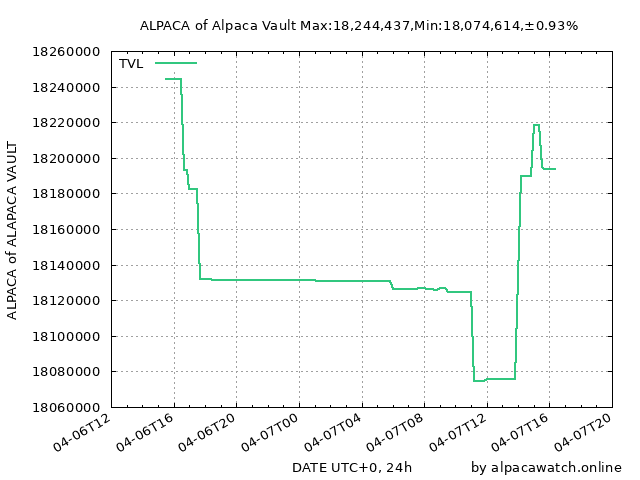 ALPACA of Alpaca Vault Max:18,244,437,Min:18,074,614,±0.93%
TVL
ALPACA of ALAPACA VAULT
18260000
18240000
18220000
18200000
18180000
18160000
18140000
18120000
18100000
18080000
18060000
04-06T12
04-06T16
04-06T20
04-07T00
04-07T04
04-07T08
04-07T12
04-07T16
04-07T20
DATE UTC+0, 24h
by alpacawatch.online